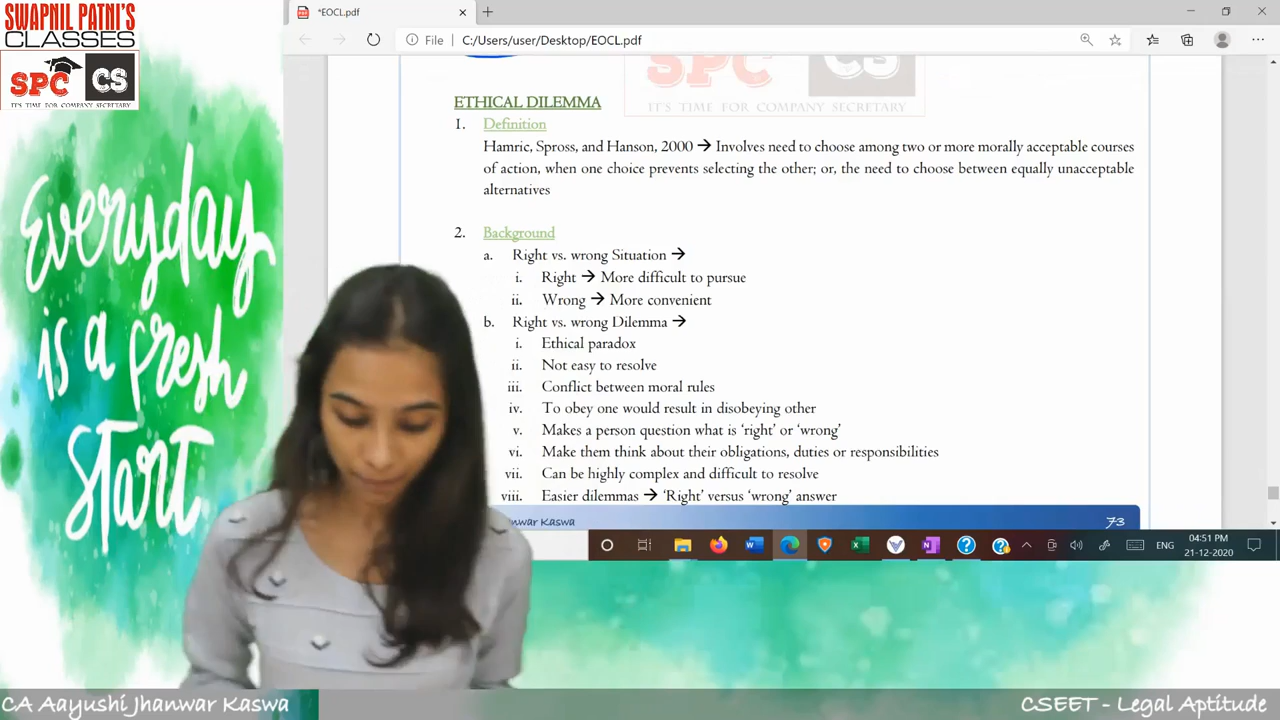 SWAPNIL PATNI'S
CLASSES
SPC CS
IT'S TIME FOR COMPANY SECRETARY
Everyday
is a fresh
start
*EOCL.pdf
File C:/Users/user/Desktop/EOCL.pdf
SPC
IT'S TIME FOR COMPANY SECRETARY
ETHICAL DILEMMA
1. Definition
Hamric, Spross, and Hanson, 2000 → Involves need to choose among two or more morally acceptable courses
of action, when one choice prevents selecting the other; or, the need to choose between equally unacceptable
alternatives
2. Background
a. Right vs. wrong Situation →
i. Right → More difficult to pursue
ii. Wrong → More convenient
b. Right vs. wrong Dilemma →
i. Ethical paradox
ii. Not easy to resolve
iii. Conflict between moral rules
iv. To obey one would result in disobeying other
v. Makes a person question what is 'right' or 'wrong'
vi. Make them think about their obligations, duties or responsibilities
vii. Can be highly complex and difficult to resolve
viii. Easier dilemmas → 'Right' versus 'wrong' answer
Kaswa 73
ENG 04:51 PM
21-12-2020
CA Aayushi Jhanwar Kaswa
CSEET - Legal Aptitude